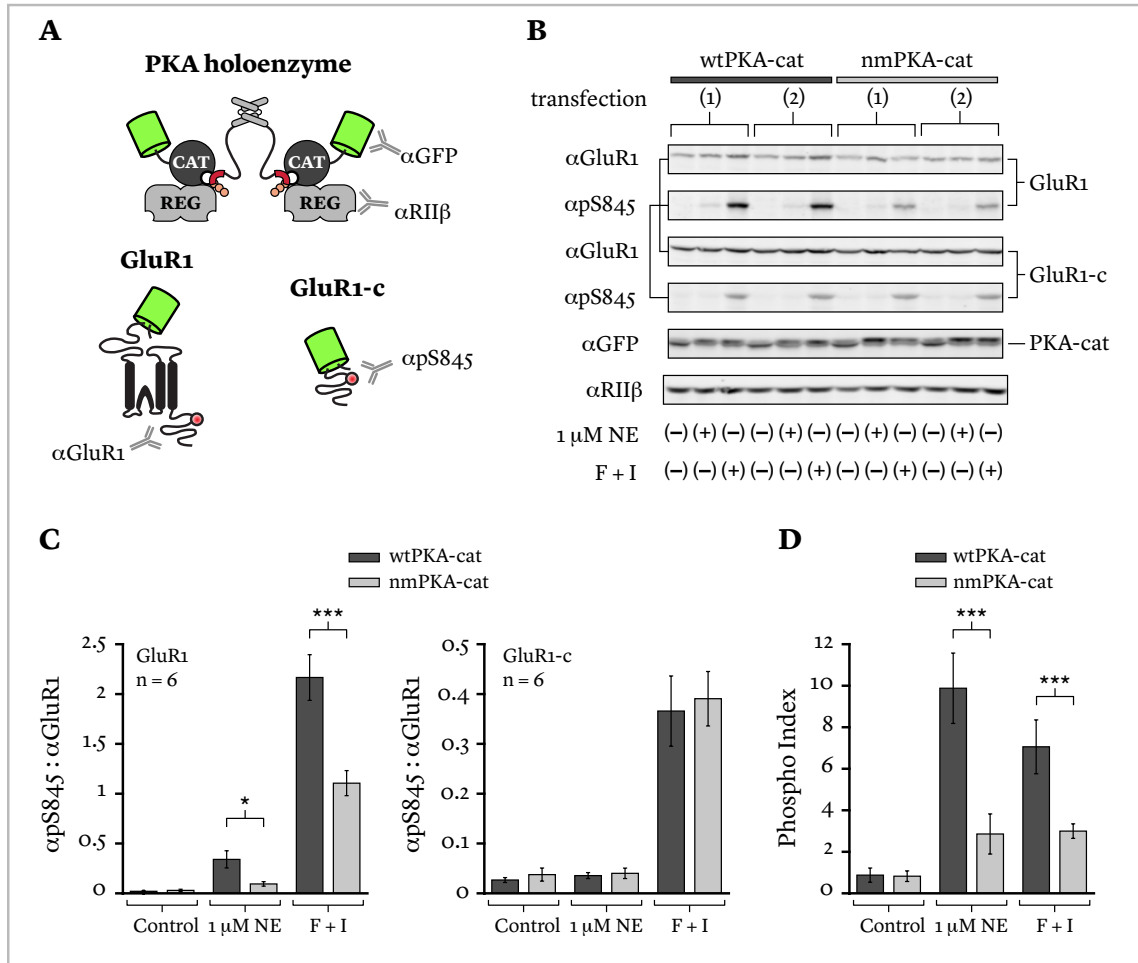 A
PKA holoenzyme
CAT
CAT
αGFP
REG
REG
αRIIβ
GluR1
GluR1-c
αpS845
αGluR1
B
wtPKA-cat nmPKA-cat
transfection (1) (2) (1) (2)
αGluR1
GluR1
αpS845
αGluR1
GluR1-c
αpS845
αGFP PKA-cat
αRIIβ
1 μM NE (–) (+) (–) (–) (+) (–) (–) (+) (–) (–) (+) (–)
F + I (–) (–) (+) (–) (–) (+) (–) (–) (+) (–) (–) (+)
C
wtPKA-cat
nmPKA-cat
αpS845 : αGluR1
2.5
2
1.5
1
0.5
0
GluR1
n = 6
*
***
Control 1 μM NE F + I
αpS845 : αGluR1
0.5
0.4
0.3
0.2
0.1
0
GluR1-c
n = 6
Control 1 μM NE F + I
D
wtPKA-cat
nmPKA-cat
Phospho Index
12
10
8
6
4
2
0
***
***
Control 1 μM NE F + I